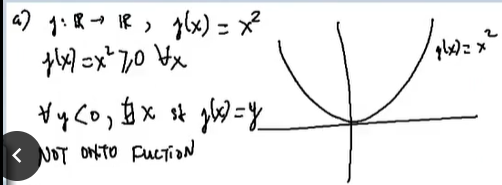 a) g: ℝ → ℝ , g(x) = x²
g(x) = x² ≥ 0 ∀x
g(x) = x²
∀y<0, ∄ x st g(x) = y
NOT ONTO FUCTION